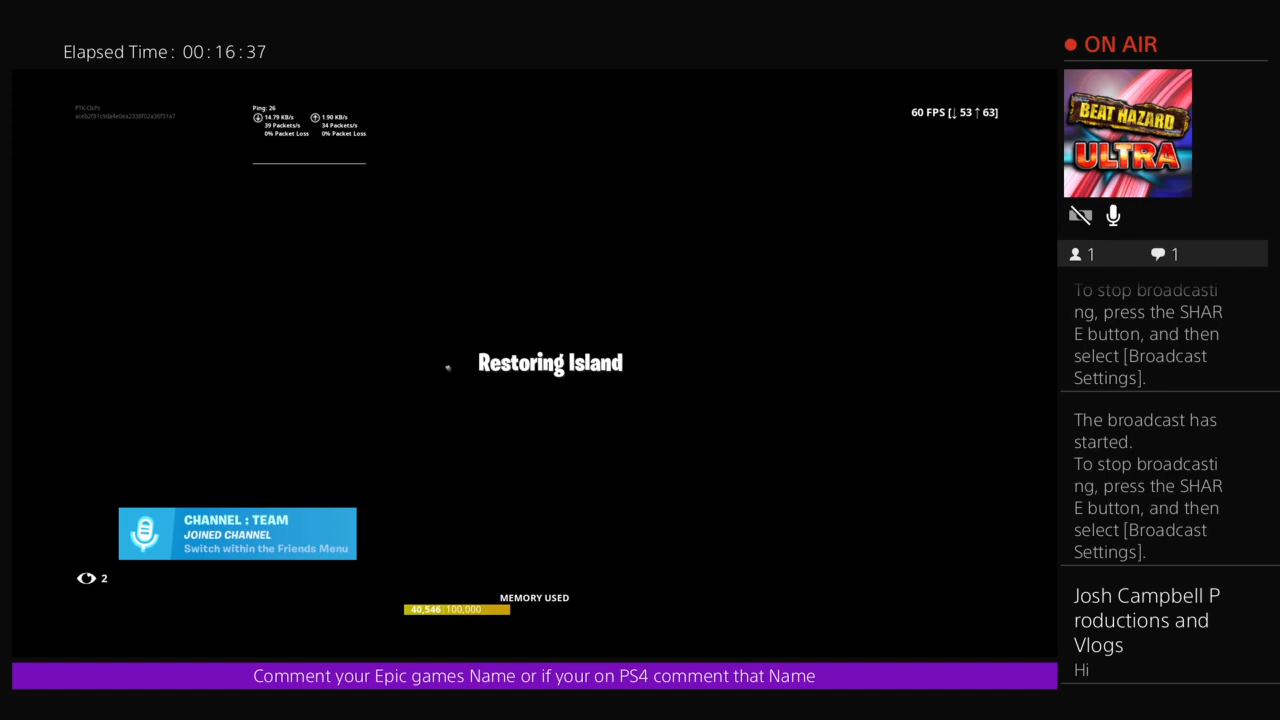 Elapsed Time: 00:16:37
ON AIR
Ping: 26
14.79 KB/s
39 Packets/s
0% Packet Loss
1.90 KB/s
34 Packets/s
0% Packet Loss
60 FPS [↓ 53 ↑ 63]
BEAT HAZARD
ULTRA
1
1
To stop broadcasti
ng, press the SHAR
E button, and then
select [Broadcast
Settings].
The broadcast has
started.
To stop broadcasti
ng, press the SHAR
E button, and then
select [Broadcast
Settings].
Josh Campbell P
roductions and
Vlogs
Hi
Restoring Island
CHANNEL : TEAM
JOINED CHANNEL
Switch within the Friends Menu
2
MEMORY USED
40,546 | 100,000
Comment your Epic games Name or if your on PS4 comment that Name